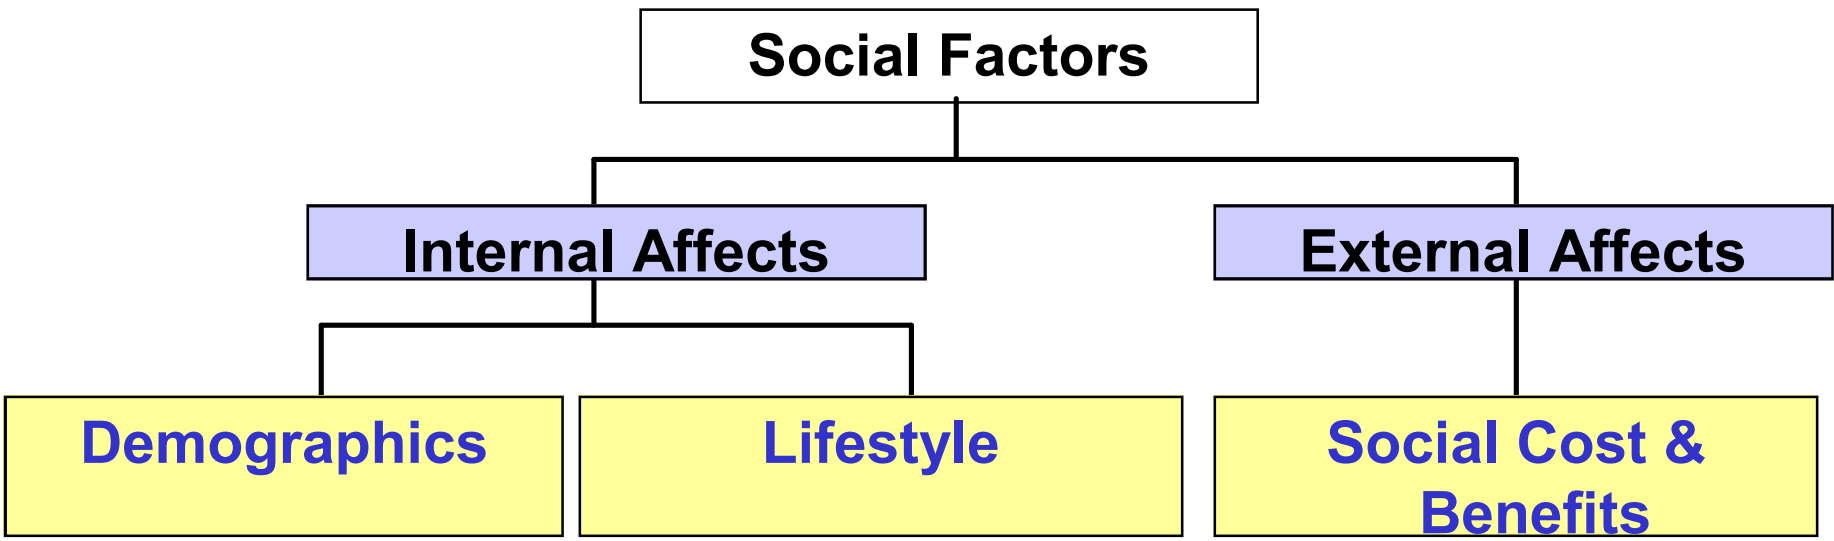 Social Factors
Internal Affects
External Affects
Demographics
Lifestyle
Social Cost &
Benefits